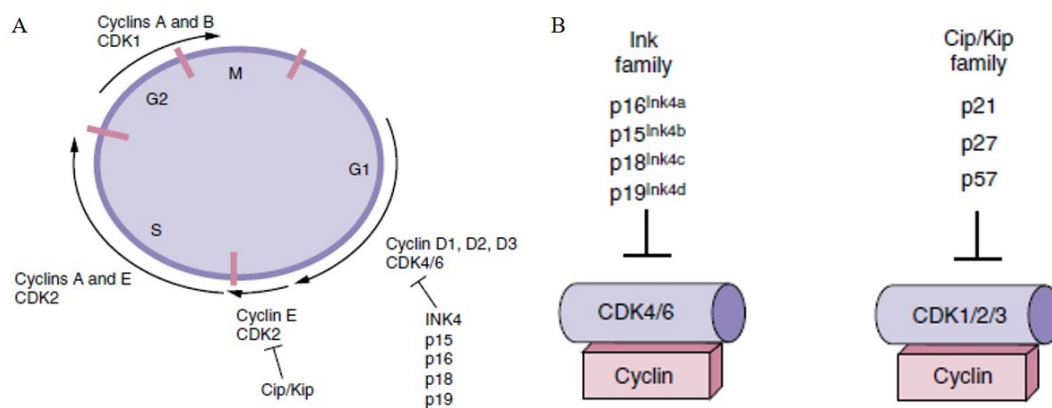 A
Cyclins A and B
CDK1
M
G2
G1
S
Cyclin D1, D2, D3
CDK4/6
Cyclins A and E
CDK2
Cyclin E
CDK2
INK4
p15
p16
p18
p19
Cip/Kip
B
Ink
family
p16Ink4a
p15Ink4b
p18Ink4c
p19Ink4d
CDK4/6
Cyclin
Cip/Kip
family
p21
p27
p57
CDK1/2/3
Cyclin